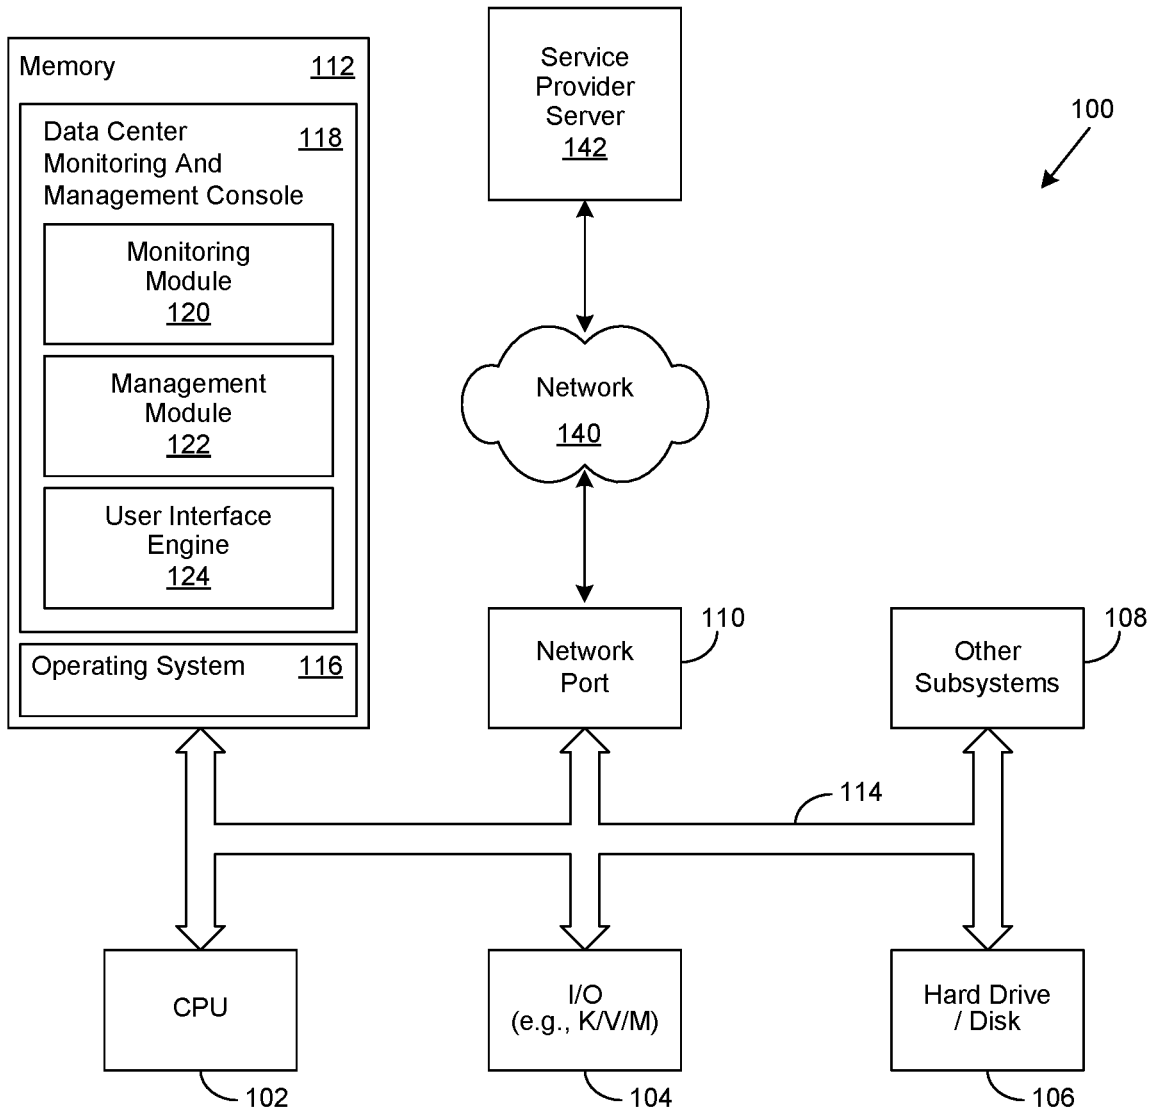 Memory 112
Data Center 118
Monitoring And
Management Console
Monitoring
Module
120
Management
Module
122
User Interface
Engine
124
Operating System 116
Service
Provider
Server
142
100
Network
140
Network
Port
110
Other
Subsystems
108
114
CPU
102
I/O
(e.g., K/V/M)
104
Hard Drive
/ Disk
106